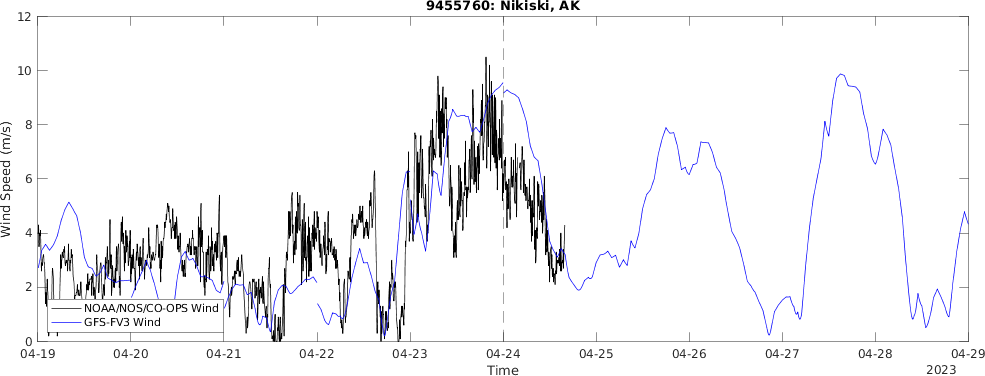 9455760: Nikiski, AK
12
10
8
6
4
2
0
Wind Speed (m/s)
NOAA/NOS/CO-OPS Wind
GFS-FV3 Wind
04-19 04-20 04-21 04-22 04-23 04-24 04-25 04-26 04-27 04-28 04-29
Time
2023